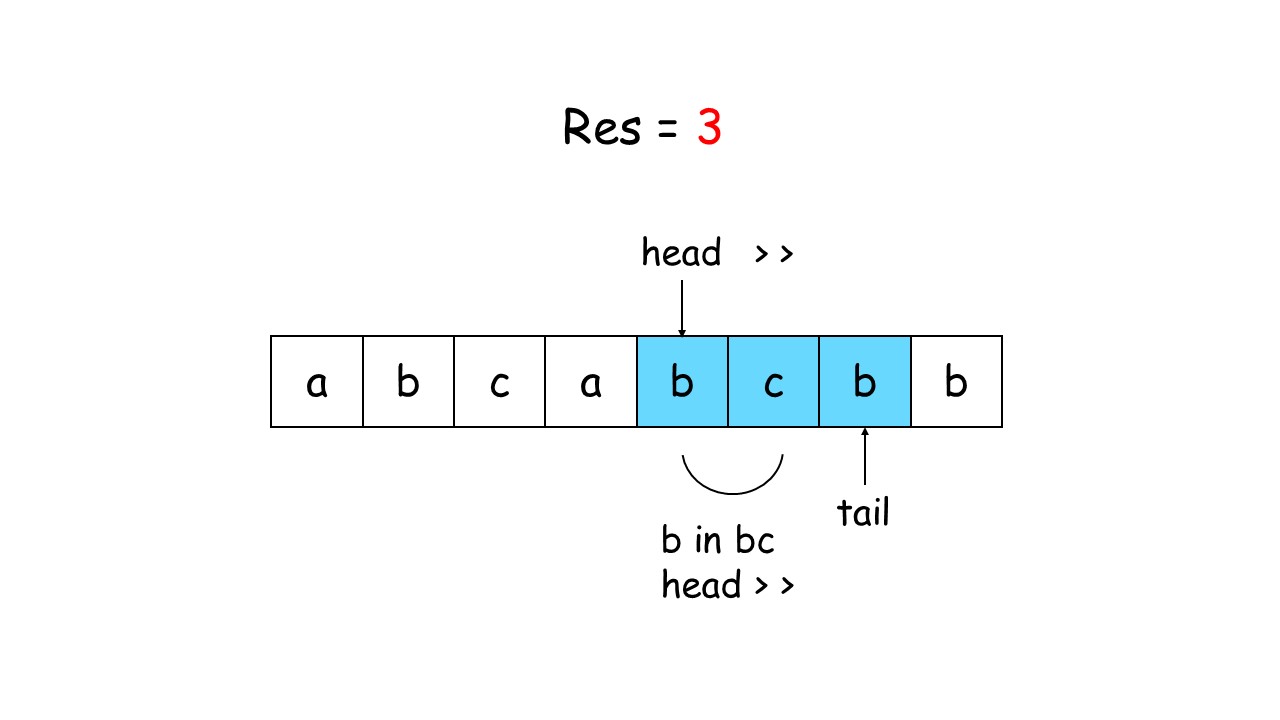 Res = 3
head > >
a b c a b c b b
tail
b in bc
head > >